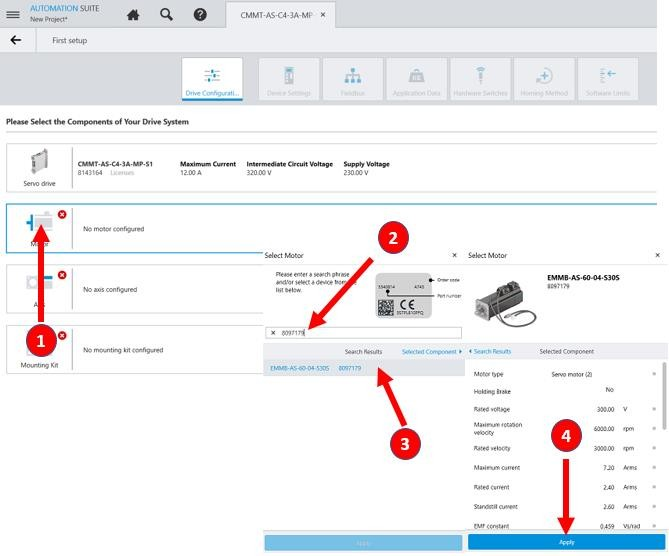 AUTOMATION SUITE
New Project*
CMMT-AS-C4-3A-MP-
First setup
Drive Configurati...
Device Settings
Fieldbus
Application Data
Hardware Switches
Homing Method
Software Limits
Please Select the Components of Your Drive System
Servo drive
CMMT-AS-C4-3A-MP-S1
8143164 Licenses
Maximum Current
12.00 A
Intermediate Circuit Voltage
320.00 V
Supply Voltage
230.00 V
Motor
No motor configured
No axis configured
Mounting Kit
No mounting kit configured
1
2
3
4
Select Motor
Please enter a search phrase
and/or select a device from
list below.
Order code
Part number
8097179
Search Results
Selected Component
EMMB-AS-60-04-S30S 8097179
Apply
Select Motor
EMMB-AS-60-04-S30S
8097179
Search Results
Selected Component
Motor type Servo motor (2)
Holding Brake No
Rated voltage 300.00 V
Maximum rotation
velocity 6000.00 rpm
Rated velocity 3000.00 rpm
Maximum current 7.20 Arms
Rated current 2.40 Arms
Standstill current 2.60 Arms
EMF constant 0.459 Vs/rad
Apply